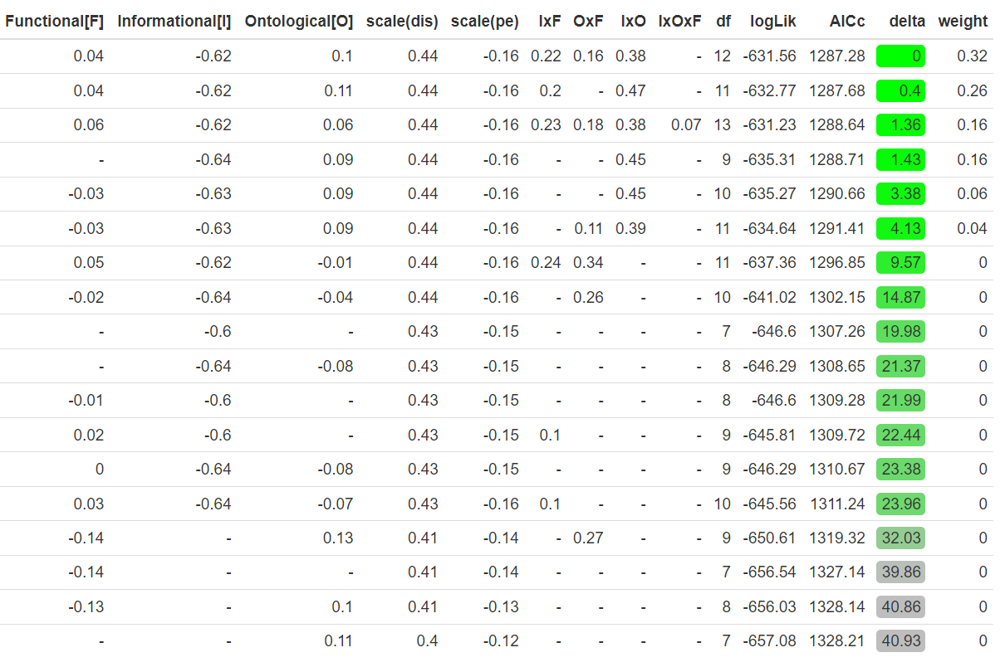 Functional[F] Informational[I] Ontological[O] scale(dis) scale(pe) IxF OxF IxO IxOxF df logLik AICc delta weight
0.04 -0.62 0.1 0.44 -0.16 0.22 0.16 0.38 - 12 -631.56 1287.28 0 0.32
0.04 -0.62 0.11 0.44 -0.16 0.2 - 0.47 - 11 -632.77 1287.68 0.4 0.26
0.06 -0.62 0.06 0.44 -0.16 0.23 0.18 0.38 0.07 13 -631.23 1288.64 1.36 0.16
- -0.64 0.09 0.44 -0.16 - - 0.45 - 9 -635.31 1288.71 1.43 0.16
-0.03 -0.63 0.09 0.44 -0.16 - - 0.45 - 10 -635.27 1290.66 3.38 0.06
-0.03 -0.63 0.09 0.44 -0.16 - 0.11 0.39 - 11 -634.64 1291.41 4.13 0.04
0.05 -0.62 -0.01 0.44 -0.16 0.24 0.34 - - 11 -637.36 1296.85 9.57 0
-0.02 -0.64 -0.04 0.44 -0.16 - 0.26 - - 10 -641.02 1302.15 14.87 0
- -0.6 - 0.43 -0.15 - - - - 7 -646.6 1307.26 19.98 0
- -0.64 -0.08 0.43 -0.15 - - - - 8 -646.29 1308.65 21.37 0
-0.01 -0.6 - 0.43 -0.15 - - - - 8 -646.6 1309.28 21.99 0
0.02 -0.6 - 0.43 -0.15 0.1 - - - 9 -645.81 1309.72 22.44 0
0 -0.64 -0.08 0.43 -0.15 - - - - 9 -646.29 1310.67 23.38 0
0.03 -0.64 -0.07 0.43 -0.16 0.1 - - - 10 -645.56 1311.24 23.96 0
-0.14 - 0.13 0.41 -0.14 - 0.27 - - 9 -650.61 1319.32 32.03 0
-0.14 - - 0.41 -0.14 - - - - 7 -656.54 1327.14 39.86 0
-0.13 - 0.1 0.41 -0.13 - - - - 8 -656.03 1328.14 40.86 0
- - 0.11 0.4 -0.12 - - - - 7 -657.08 1328.21 40.93 0